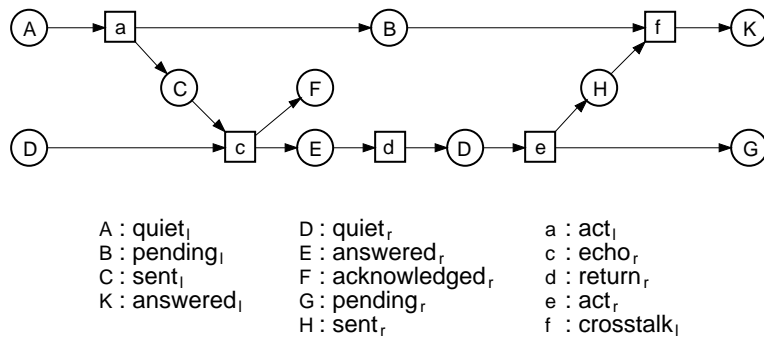 A a B f K
C F H
D c E d D e G
A : quiet_l D : quiet_r a : act_l
B : pending_l E : answered_r c : echo_r
C : sent_l F : acknowledged_r d : return_r
K : answered_l G : pending_r e : act_r
H : sent_r f : crosstalk_l